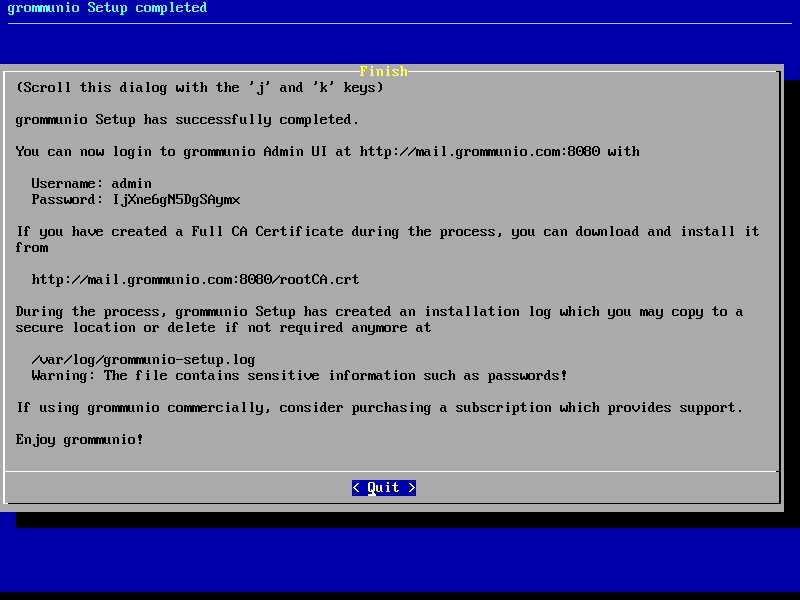 grommunio Setup completed
Finish
(Scroll this dialog with the 'j' and 'k' keys)
grommunio Setup has successfully completed.
You can now login to grommunio Admin UI at http://mail.grommunio.com:8080 with
Username: admin
Password: IjXne6gN5DgSAymx
If you have created a Full CA Certificate during the process, you can download and install it
from
http://mail.grommunio.com:8080/rootCA.crt
During the process, grommunio Setup has created an installation log which you may copy to a
secure location or delete if not required anymore at
/var/log/grommunio-setup.log
Warning: The file contains sensitive information such as passwords!
If using grommunio commercially, consider purchasing a subscription which provides support.
Enjoy grommunio!
< Quit >